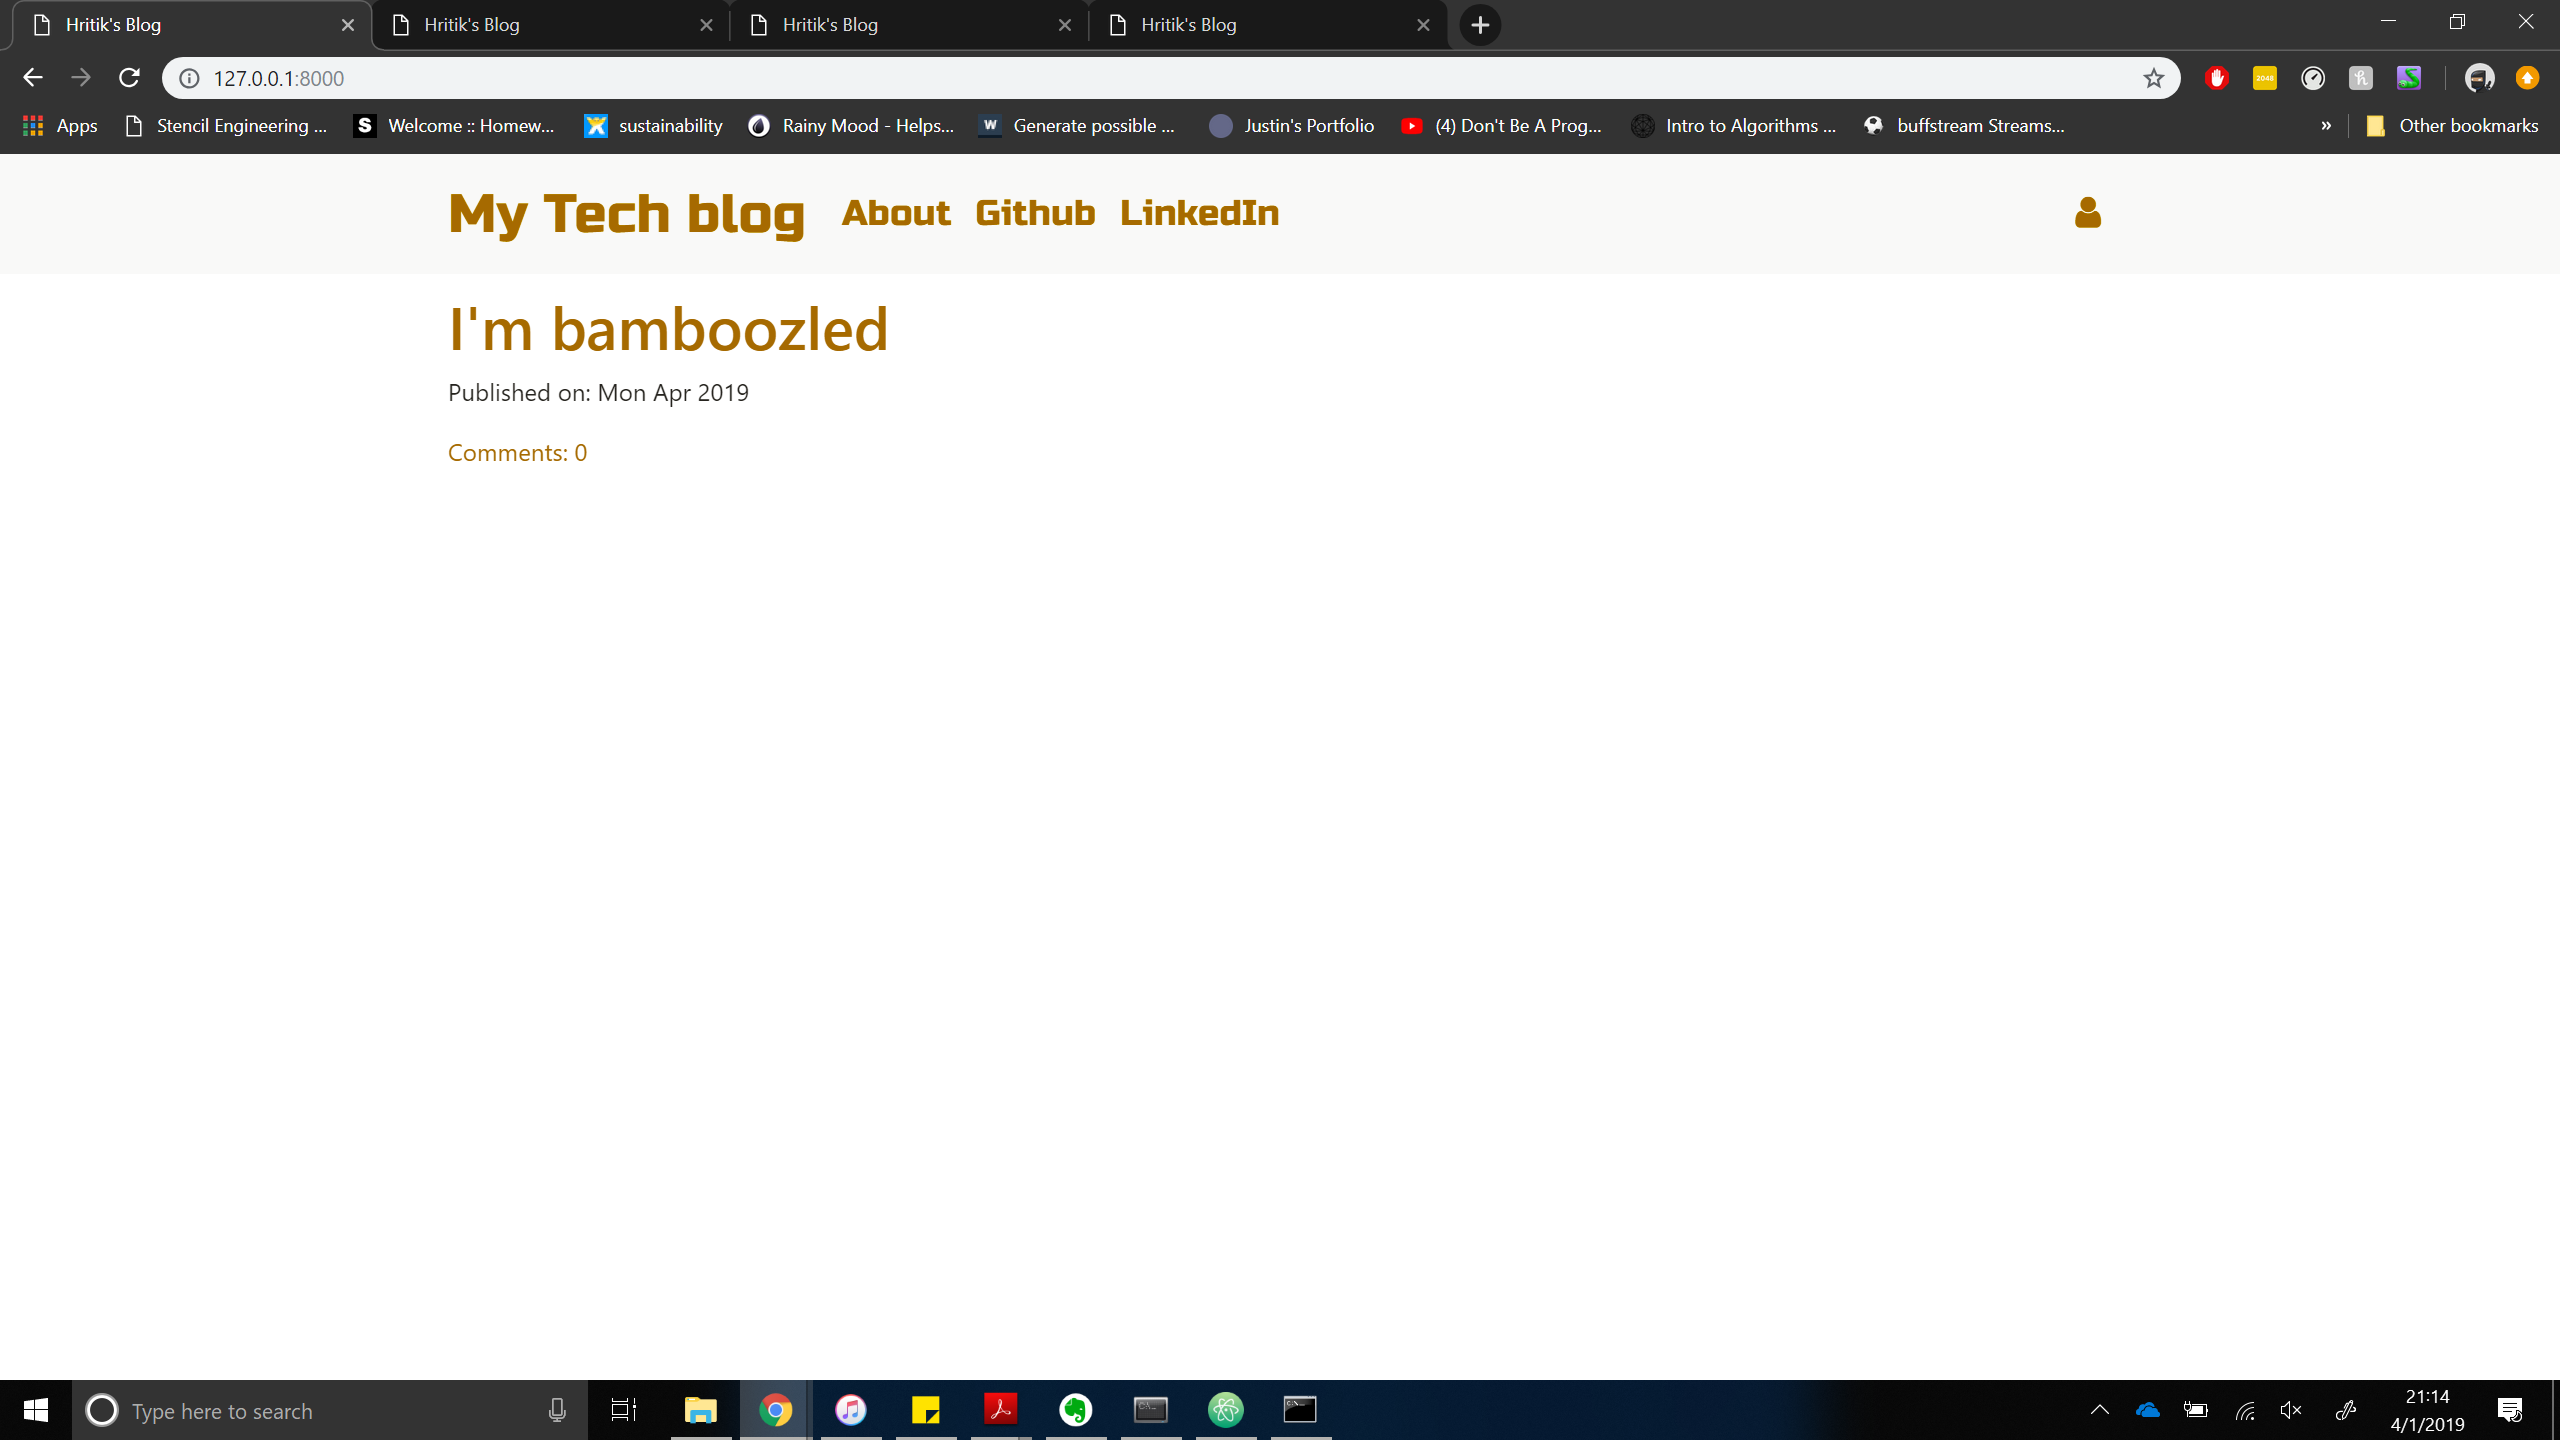 Hritik's Blog
Hritik's Blog
Hritik's Blog
Hritik's Blog
127.0.0.1:8000
2048
Apps
Stencil Engineering ...
S
Welcome :: Homew...
sustainability
Rainy Mood - Helps...
W
Generate possible ...
Justin's Portfolio
(4) Don't Be A Prog...
Intro to Algorithms ...
buffstream Streams...
»
Other bookmarks
My Tech blog
About
Github
LinkedIn
I'm bamboozled
Published on: Mon Apr 2019
Comments: 0
Type here to search
21:14
4/1/2019